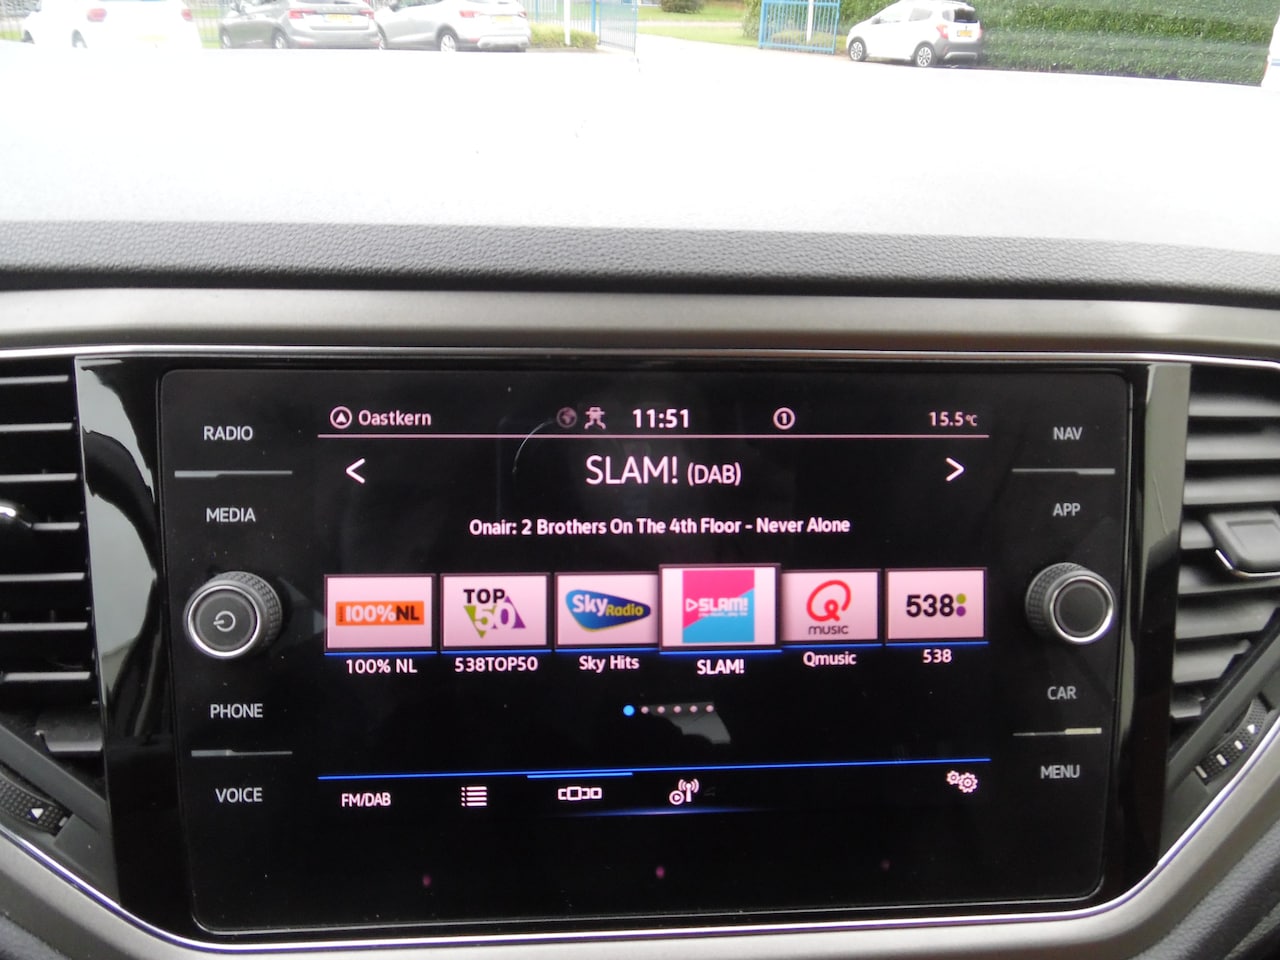 Oastkern 11:51 1 15.5°C
RADIO
NAV
< SLAM! (DAB) >
MEDIA
APP
Onair: 2 Brothers On The 4th Floor - Never Alone
100%NL
TOP 50
Sky Radio
SLAM!
Q music
538
100% NL
538TOP50
Sky Hits
SLAM!
Qmusic
538
PHONE
CAR
VOICE
MENU
FM/DAB